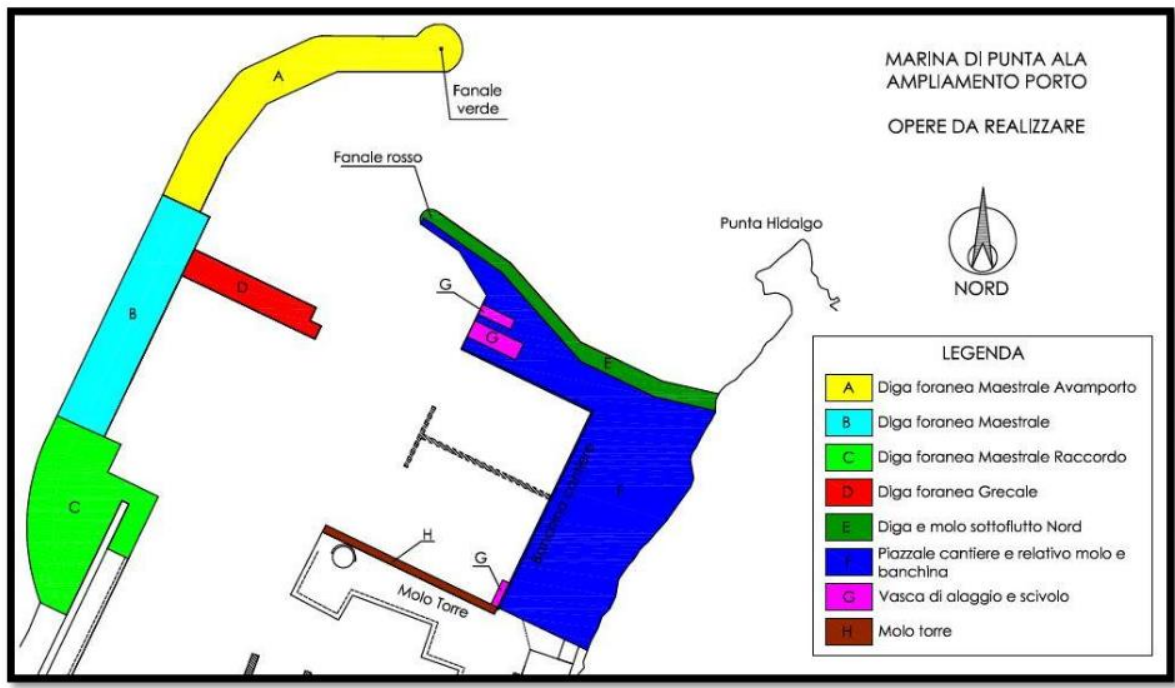 MARINA DI PUNTA ALA
AMPLIAMENTO PORTO
OPERE DA REALIZZARE
A
Fanale
verde
Fanale rosso
Punta Hidalgo
NORD
G
D
B
G
E
C
F
Banchina cantiere
H
G
Molo Torre
LEGENDA
A Diga foranea Maestrale Avamporto
B Diga foranea Maestrale
C Diga foranea Maestrale Raccordo
D Diga foranea Grecale
E Diga e molo sottoflutto Nord
F Piazzale cantiere e relativo molo e
banchina
G Vasca di alaggio e scivolo
H Molo torre